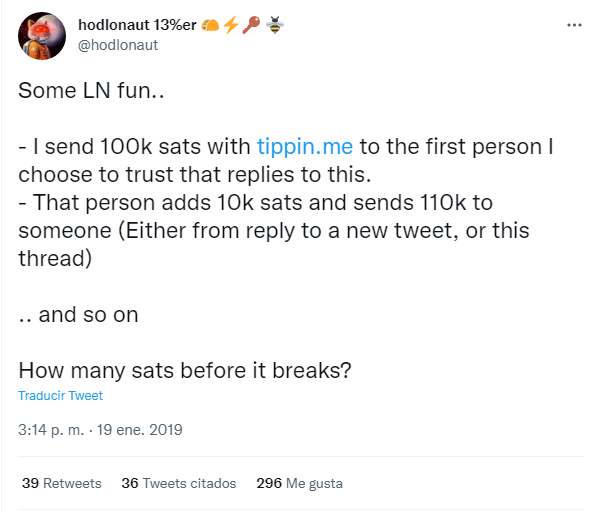 hodlonaut 13%er 🌮⚡🔑🐝
@hodlonaut
Some LN fun..
- I send 100k sats with tippin.me to the first person I
choose to trust that replies to this.
- That person adds 10k sats and sends 110k to
someone (Either from reply to a new tweet, or this
thread)
.. and so on
How many sats before it breaks?
Traducir Tweet
3:14 p. m. · 19 ene. 2019
39 Retweets 36 Tweets citados 296 Me gusta